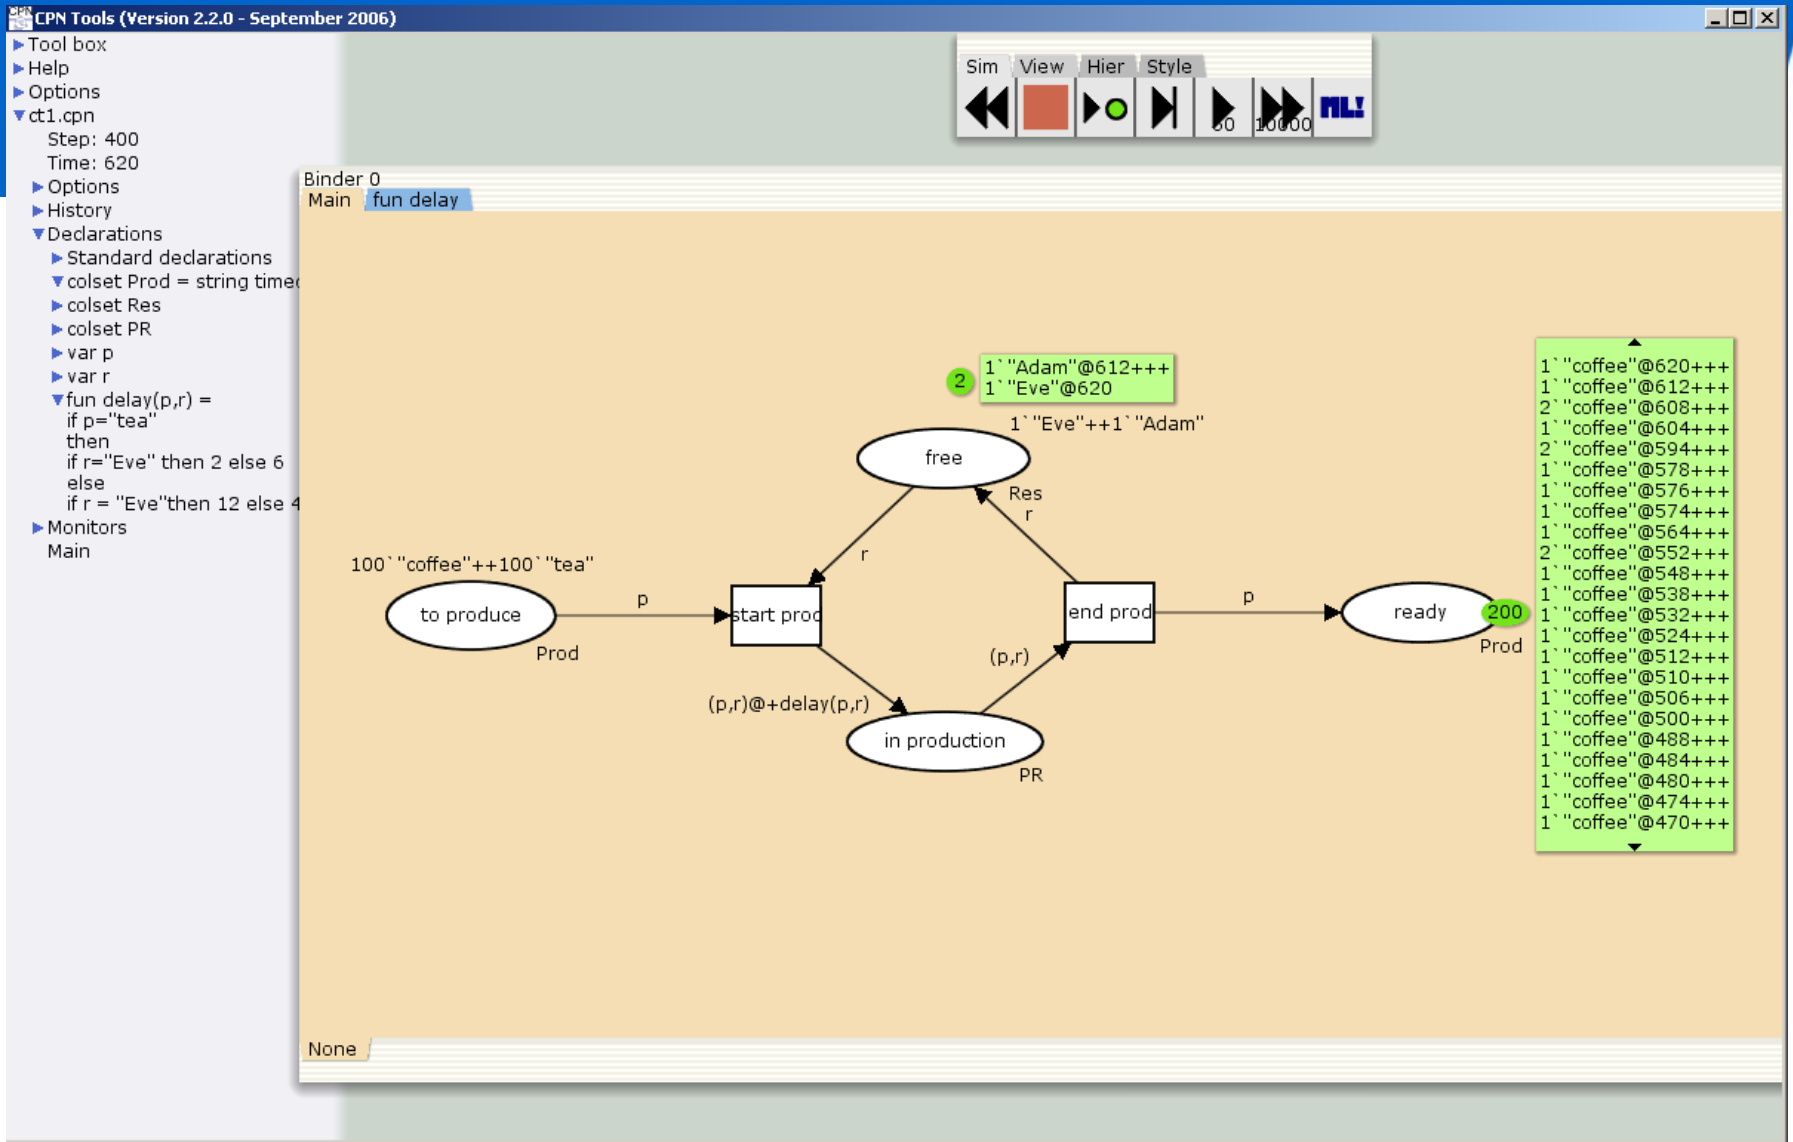 CPN Tools (Version 2.2.0 - September 2006)
Tool box
Help
Options
ct1.cpn
Step: 400
Time: 620
Options
History
Declarations
Standard declarations
colset Prod = string timed
colset Res
colset PR
var p
var r
fun delay(p,r) =
if p="tea"
then
if r="Eve" then 2 else 6
else
if r = "Eve"then 12 else 4
Monitors
Main
Sim View Hier Style
50
10000
ML!
Binder 0
Main fun delay
2
1`"Adam"@612+++
1`"Eve"@620
1`"Eve"++1`"Adam"
free
Res
r
r
100`"coffee"++100`"tea"
to produce
Prod
p
start prod
end prod
p
ready
200
Prod
(p,r)
(p,r)@+delay(p,r)
in production
PR
1`"coffee"@620+++
1`"coffee"@612+++
2`"coffee"@608+++
1`"coffee"@604+++
2`"coffee"@594+++
1`"coffee"@578+++
1`"coffee"@576+++
1`"coffee"@574+++
1`"coffee"@564+++
2`"coffee"@552+++
1`"coffee"@548+++
1`"coffee"@538+++
1`"coffee"@532+++
1`"coffee"@524+++
1`"coffee"@512+++
1`"coffee"@510+++
1`"coffee"@506+++
1`"coffee"@500+++
1`"coffee"@488+++
1`"coffee"@484+++
1`"coffee"@480+++
1`"coffee"@474+++
1`"coffee"@470+++
None